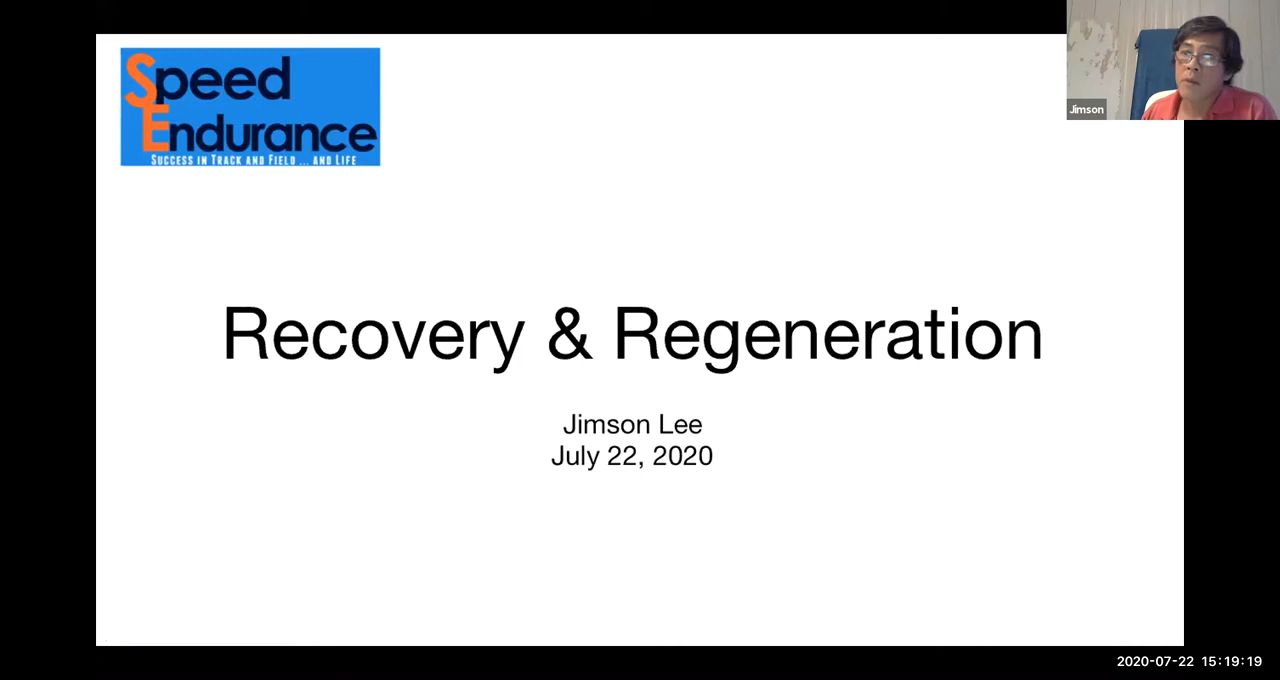 Speed
Endurance
SUCCESS IN TRACK AND FIELD ... AND LIFE
Jimson
Recovery & Regeneration
Jimson Lee
July 22, 2020
2020-07-22 15:19:19